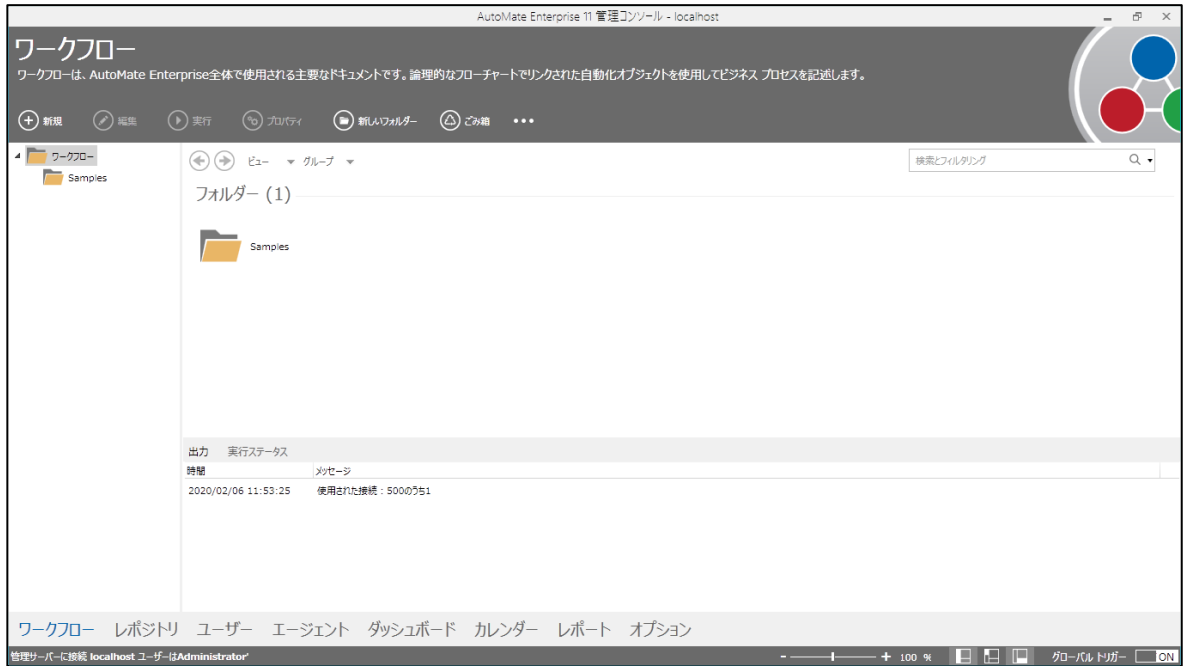 AutoMate Enterprise 11 管理コンソール - localhost
ワークフロー
ワークフローは、AutoMate Enterprise全体で使用される主要なドキュメントです。論理的なフローチャートでリンクされた自動化オブジェクトを使用してビジネス プロセスを記述します。
新規 編集 実行 プロパティ 新しいフォルダー ごみ箱 •••
ワークフロー
Samples
ビュー グループ
検索とフィルタリング
フォルダー (1)
Samples
出力 実行ステータス
時間 メッセージ
2020/02/06 11:53:25 使用された接続：500のうち1
ワークフロー レポジトリ ユーザー エージェント ダッシュボード カレンダー レポート オプション
管理サーバーに接続 localhost ユーザーはAdministrator'
- + 100 % グローバル トリガー ON